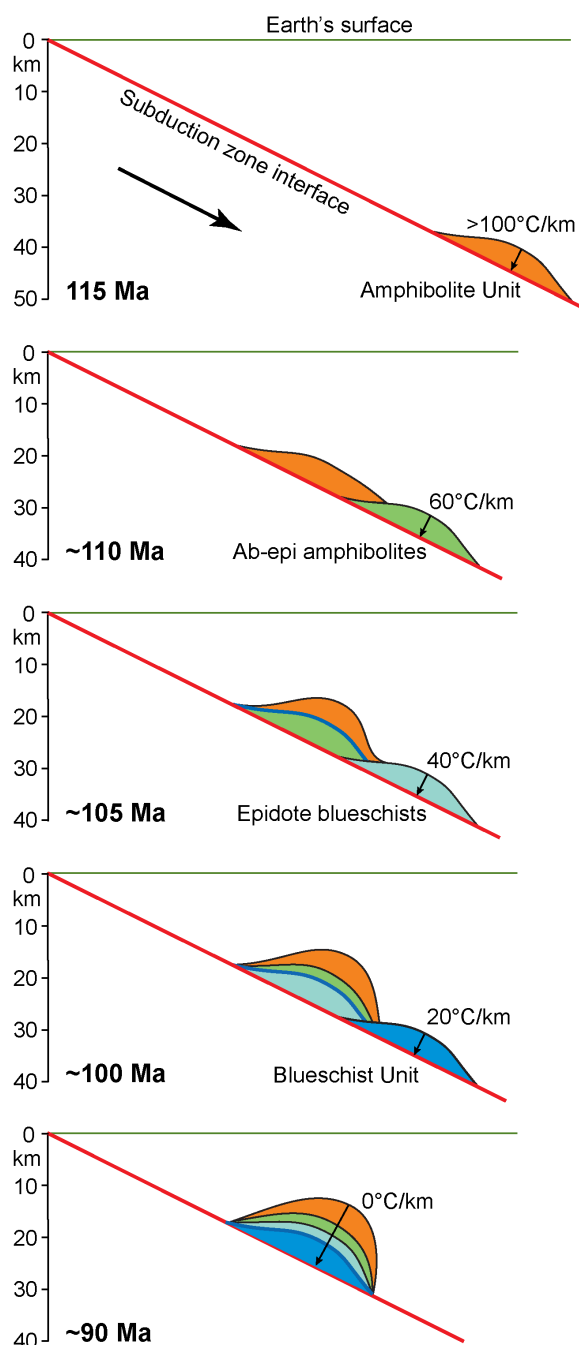 Earth's surface
0
km
10
20
30
40
50
Subduction zone interface
>100°C/km
Amphibolite Unit
115 Ma
0
km
10
20
30
40
60°C/km
Ab-epi amphibolites
~110 Ma
0
km
10
20
30
40
40°C/km
Epidote blueschists
~105 Ma
0
km
10
20
30
40
20°C/km
Blueschist Unit
~100 Ma
0
km
10
20
30
40
0°C/km
~90 Ma